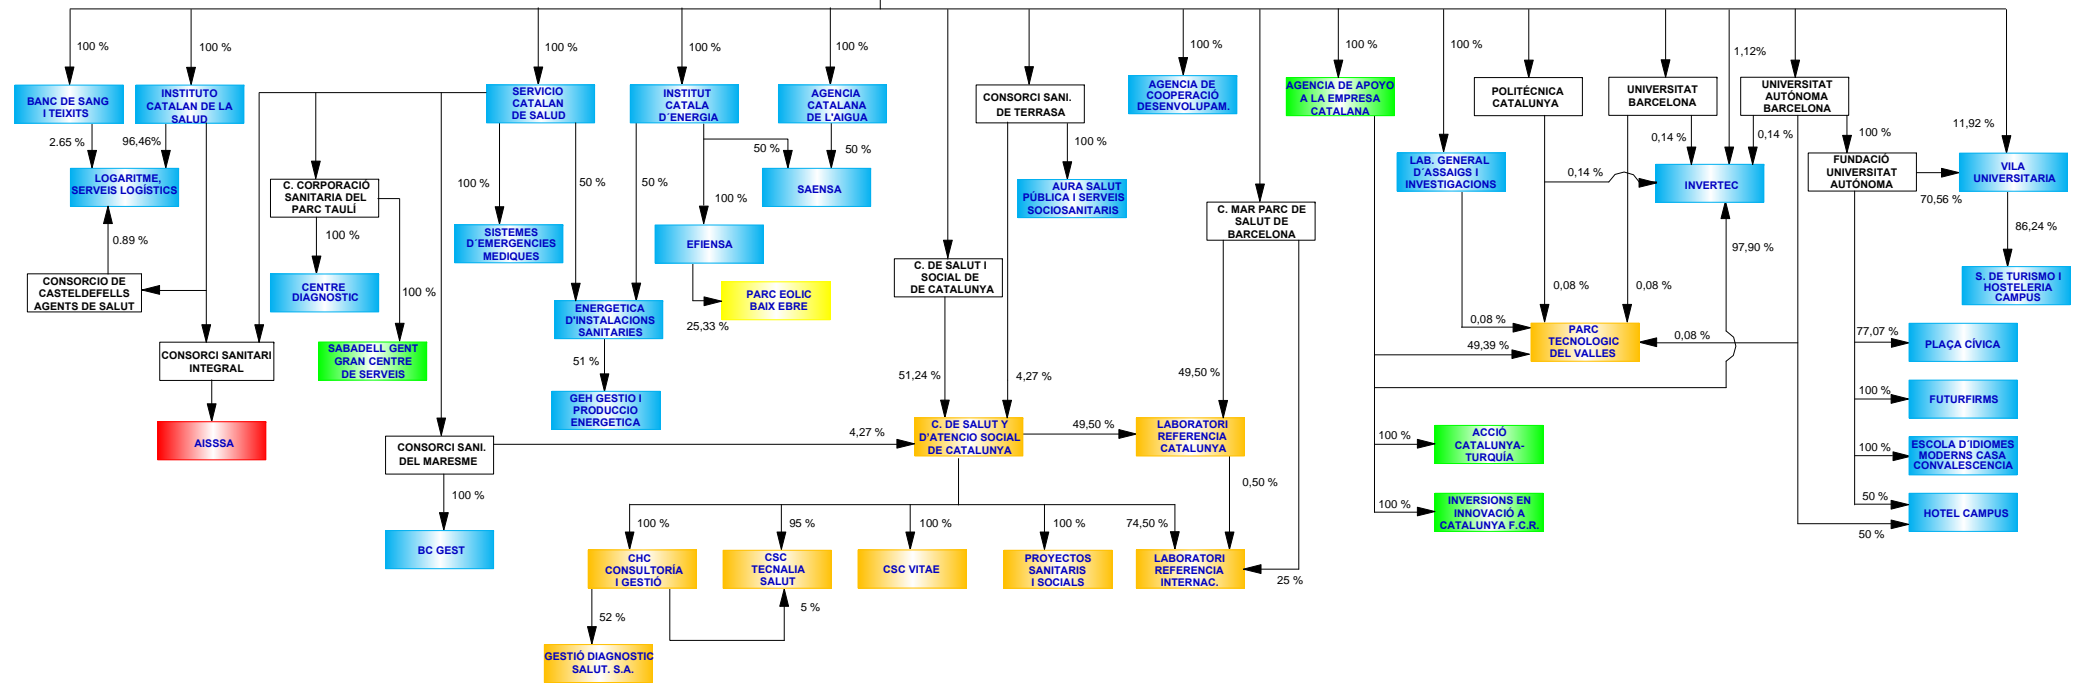 100 %
100 %
100 %
100 %
100 %
100 %
100 %
100 %
1,12%
BANC DE SANG
I TEIXITS
INSTITUTO
CATALAN DE LA
SALUD
SERVICIO
CATALAN
DE SALUD
INSTITUT
CATALA
D´ENERGIA
AGENCIA
CATALANA
DE L'AIGUA
CONSORCI SANI.
DE TERRASA
AGENCIA DE
COOPERACIÓ
DESENVOLUPAM.
AGENCIA DE APOYO
A LA EMPRESA
CATALANA
POLITÉCNICA
CATALUNYA
UNIVERSITAT
BARCELONA
UNIVERSITAT
AUTÓNOMA
BARCELONA
11,92 %
2.65 %
96,46%
50 %
50 %
100 %
0,14 %
0,14 %
100 %
LOGARITME,
SERVEIS LOGÍSTICS
C. CORPORACIÓ
SANITARIA DEL
PARC TAULÍ
100 %
50 %
50 %
100 %
SAENSA
AURA SALUT
PÚBLICA I SERVEIS
SOCIOSANITARIS
C. MAR PARC DE
SALUT DE
BARCELONA
LAB. GENERAL
D´ASSAIGS I
INVESTIGACIONS
0,14 %
INVERTEC
FUNDACIÓ
UNIVERSITAT
AUTÓNOMA
70,56 %
VILA
UNIVERSITARIA
0.89 %
100 %
SISTEMES
D´EMERGENCIES
MEDIQUES
EFIENSA
97,90 %
86,24 %
CONSORCIO DE
CASTELDEFELLS
AGENTS DE SALUT
CENTRE
DIAGNOSTIC
100 %
ENERGETICA
D'INSTALACIONS
SANITARIES
PARC EOLIC
BAIX EBRE
25,33 %
C. DE SALUT I
SOCIAL DE
CATALUNYA
0,08 %
0,08 %
S. DE TURISMO I
HOSTELERIA
CAMPUS
CONSORCI SANITARI
INTEGRAL
SABADELL GENT
GRAN CENTRE
DE SERVEIS
51 %
0,08 %
49,39 %
PARC
TECNOLOGIC
DEL VALLES
0,08 %
77,07 %
PLAÇA CÍVICA
GEH GESTIO I
PRODUCCIO
ENERGETICA
51,24 %
4,27 %
49,50 %
100 %
FUTURFIRMS
AISSSA
CONSORCI SANI.
DEL MARESME
4,27 %
C. DE SALUT Y
D'ATENCIO SOCIAL
DE CATALUNYA
49,50 %
LABORATORI
REFERENCIA
CATALUNYA
100 %
ACCIÓ
CATALUNYA-
TURQUÍA
100 %
ESCOLA D´IDIOMES
MODERNS CASA
CONVALESCENCIA
100 %
0,50 %
100 %
INVERSIONS EN
INNOVACIÓ A
CATALUNYA F.C.R.
50 %
HOTEL CAMPUS
50 %
BC GEST
100 %
95 %
100 %
100 %
74,50 %
CHC
CONSULTORÍA
I GESTIÓ
CSC
TECNALIA
SALUT
CSC VITAE
PROYECTOS
SANITARIS
I SOCIALS
LABORATORI
REFERENCIA
INTERNAC.
25 %
52 %
5 %
GESTIÓ DIAGNOSTIC
SALUT. S.A.